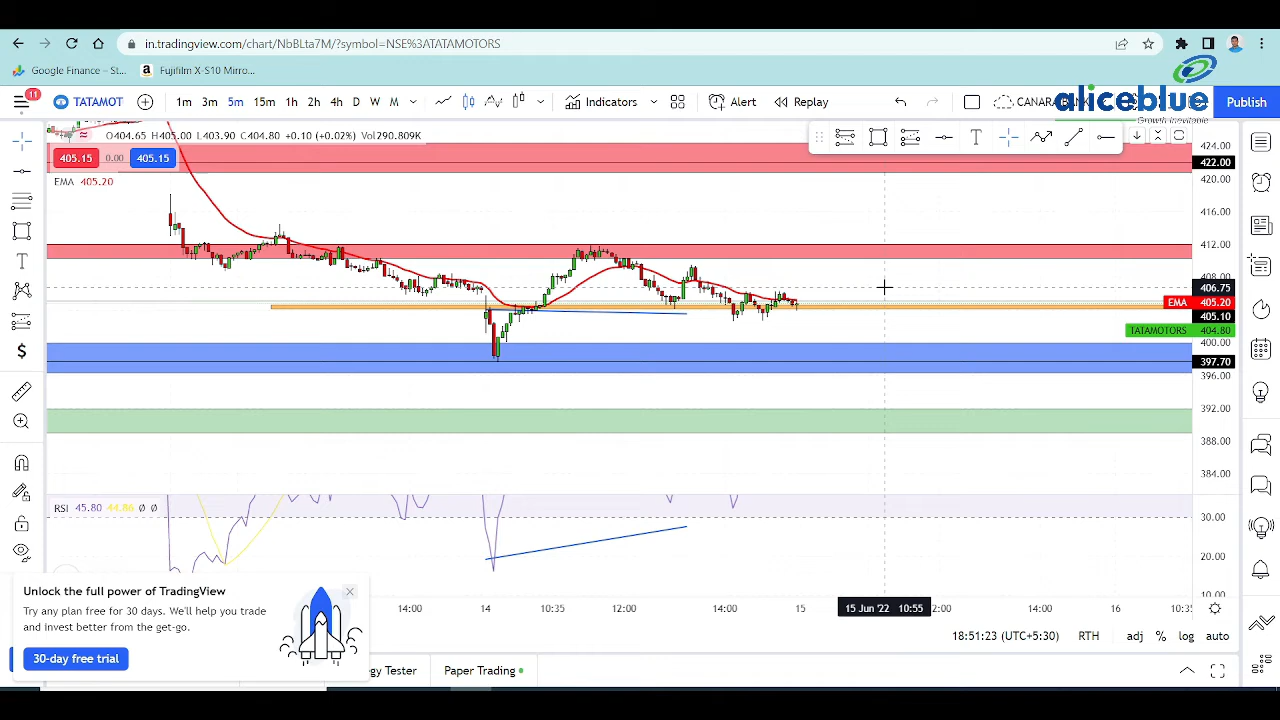 in.tradingview.com/chart/NbBLta7M/?symbol=NSE%3ATATAMOTORS
Google Finance – St...
Fujifilm X-S10 Mirro...
11
TATAMOT
1m 3m 5m 15m 1h 2h 4h D W M
Indicators
Alert
Replay
CANARA BANK
Publish
aliceblue
Growth Inevitable
O404.65 H405.00 L403.90 C404.80 +0.10 (+0.02%) Vol290.809K
405.15 0.00 405.15
EMA 405.20
424.00
422.00
420.00
416.00
412.00
408.00
406.75
EMA 405.20
405.10
TATAMOTORS 404.80
400.00
397.70
396.00
392.00
388.00
384.00
RSI 45.80 44.86 Ø Ø
30.00
20.00
10.00
14:00 14 10:35 12:00 14:00 15 15 Jun '22 10:55 2:00 14:00 16 10:35
Unlock the full power of TradingView
Try any plan free for 30 days. We'll help you trade
and invest better from the get-go.
30-day free trial
18:51:23 (UTC+5:30) RTH adj % log auto
gy Tester
Paper Trading